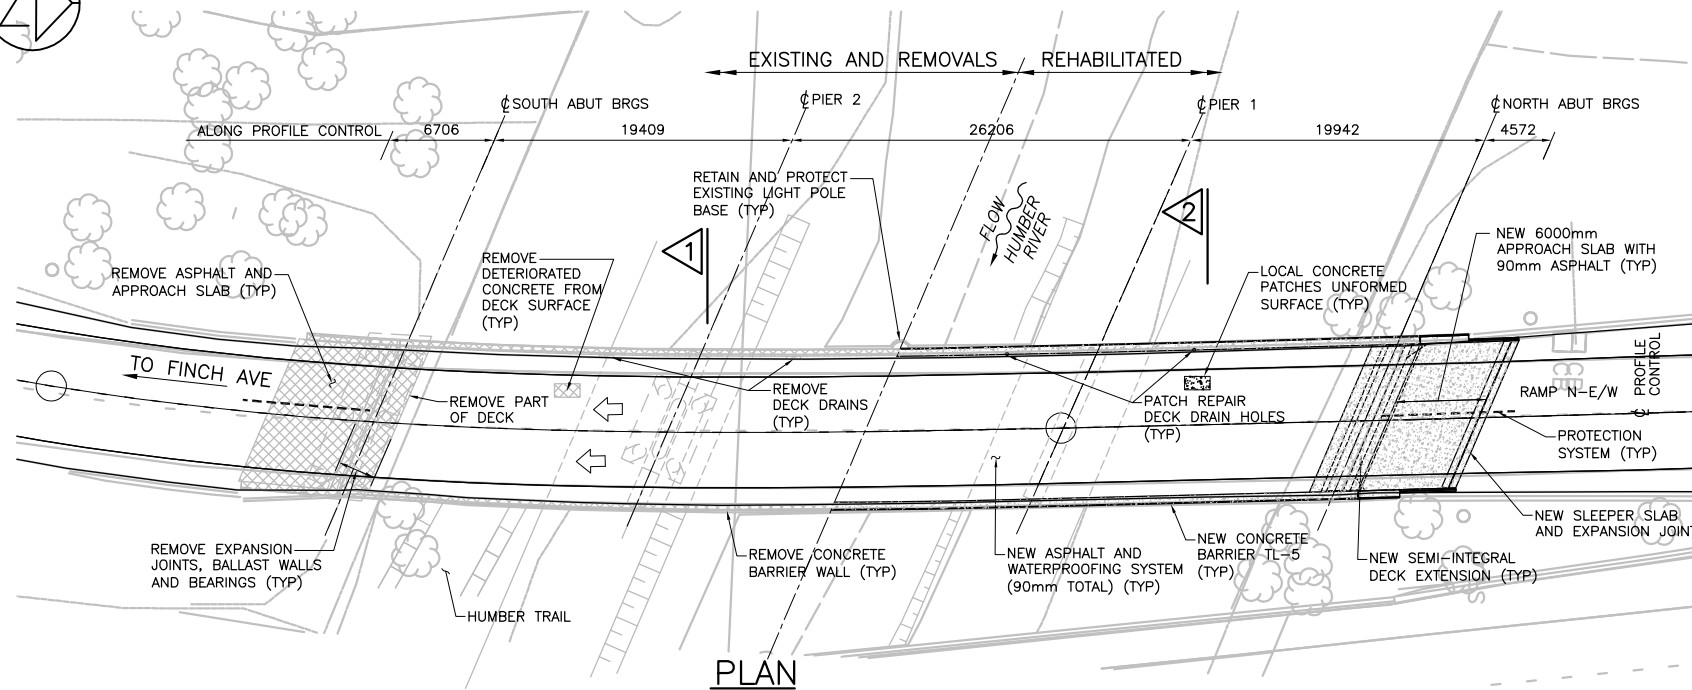 EXISTING AND REMOVALS
REHABILITATED
℄ SOUTH ABUT BRGS
℄ PIER 2
℄ PIER 1
℄ NORTH ABUT BRGS
ALONG PROFILE CONTROL
6706
19409
26206
19942
4572
RETAIN AND PROTECT
EXISTING LIGHT POLE
BASE (TYP)
FLOW
HUMBER
RIVER
1
2
NEW 6000mm
APPROACH SLAB WITH
90mm ASPHALT (TYP)
REMOVE ASPHALT AND
APPROACH SLAB (TYP)
REMOVE
DETERIORATED
CONCRETE FROM
DECK SURFACE
(TYP)
LOCAL CONCRETE
PATCHES UNFORMED
SURFACE (TYP)
TO FINCH AVE
REMOVE PART
OF DECK
REMOVE
DECK DRAINS
(TYP)
PATCH REPAIR
DECK DRAIN HOLES
(TYP)
RAMP N-E/W
℄ PROFILE
CONTROL
CB
PROTECTION
SYSTEM (TYP)
REMOVE EXPANSION
JOINTS, BALLAST WALLS
AND BEARINGS (TYP)
REMOVE CONCRETE
BARRIER WALL (TYP)
NEW ASPHALT AND
WATERPROOFING SYSTEM
(90mm TOTAL) (TYP)
NEW CONCRETE
BARRIER TL-5
(TYP)
NEW SEMI-INTEGRAL
DECK EXTENSION (TYP)
NEW SLEEPER SLAB
AND EXPANSION JOINT
HUMBER TRAIL
PLAN